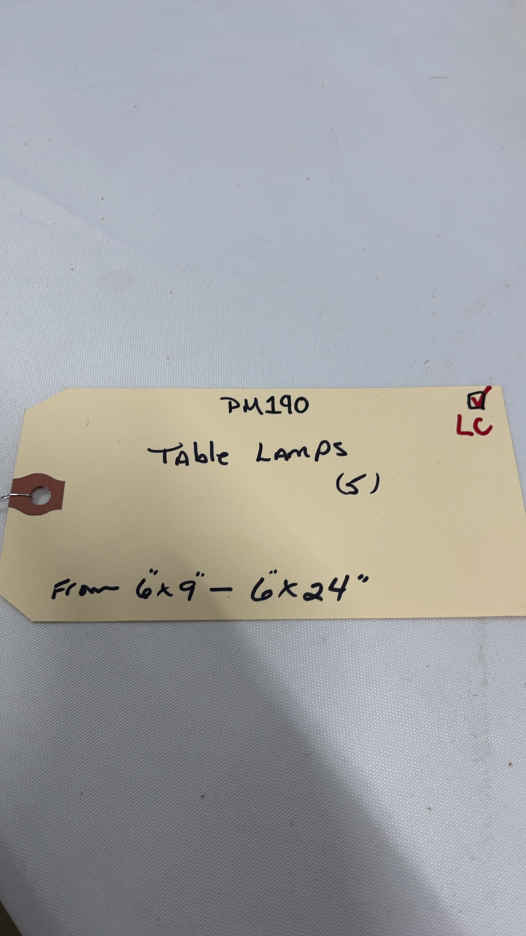 PM190
TAble LAmps
(5)
From 6"x9" — 6"x24"
LC